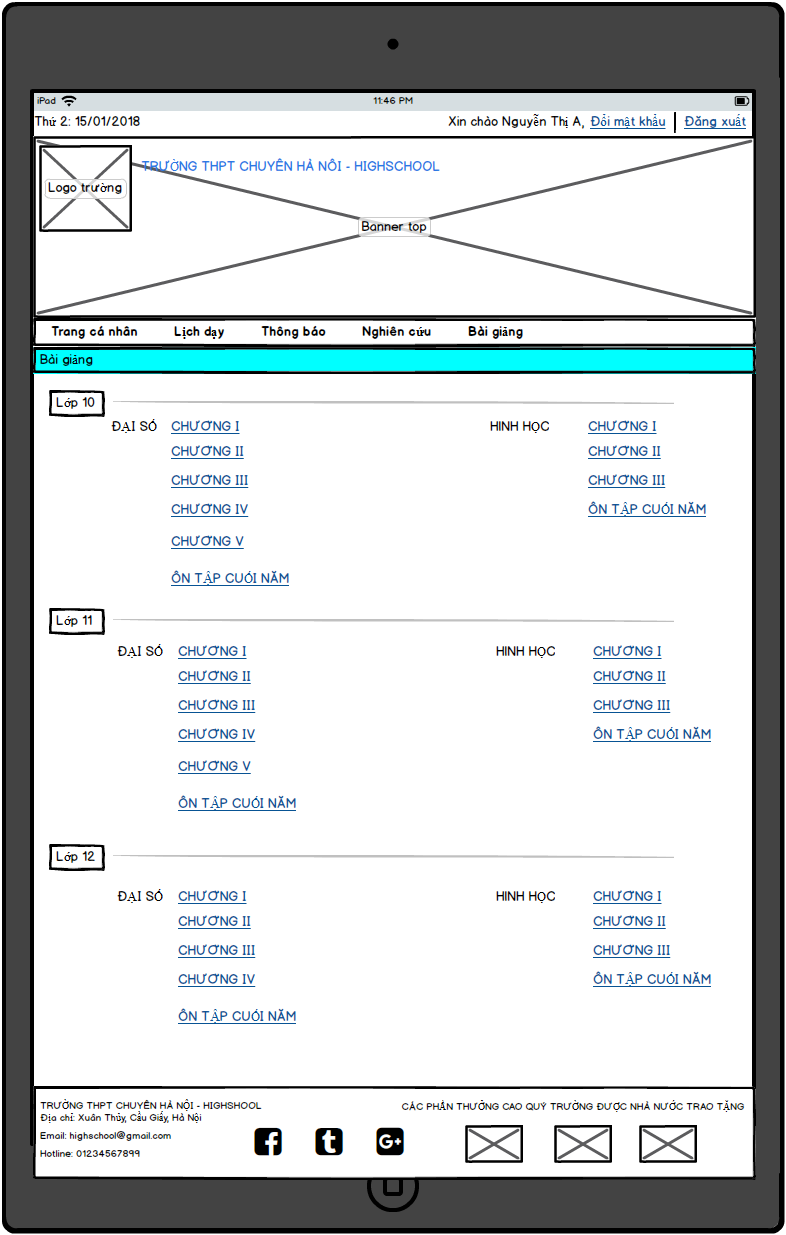 iPad 11:46 PM
Thứ 2: 15/01/2018 Xin chào Nguyễn Thị A, Đổi mật khẩu Đăng xuất
TRƯỜNG THPT CHUYÊN HÀ NỘI - HIGHSCHOOL
Logo trường
Banner top
Trang cá nhân Lịch dạy Thông báo Nghiên cứu Bài giảng
Bài giảng
Lớp 10
ĐẠI SỐ CHƯƠNG I HÌNH HỌC CHƯƠNG I
CHƯƠNG II CHƯƠNG II
CHƯƠNG III CHƯƠNG III
CHƯƠNG IV ÔN TẬP CUỐI NĂM
CHƯƠNG V
ÔN TẬP CUỐI NĂM
Lớp 11
ĐẠI SỐ CHƯƠNG I HÌNH HỌC CHƯƠNG I
CHƯƠNG II CHƯƠNG II
CHƯƠNG III CHƯƠNG III
CHƯƠNG IV ÔN TẬP CUỐI NĂM
CHƯƠNG V
ÔN TẬP CUỐI NĂM
Lớp 12
ĐẠI SỐ CHƯƠNG I HÌNH HỌC CHƯƠNG I
CHƯƠNG II CHƯƠNG II
CHƯƠNG III CHƯƠNG III
CHƯƠNG IV ÔN TẬP CUỐI NĂM
ÔN TẬP CUỐI NĂM
TRƯỜNG THPT CHUYÊN HÀ NỘI - HIGHSHOOL CÁC PHẦN THƯỞNG CAO QUÝ TRƯỜNG ĐƯỢC NHÀ NƯỚC TRAO TẶNG
Địa chỉ: Xuân Thủy, Cầu Giấy, Hà Nội
Email: highschool@gmail.com
Hotline: 01234567899